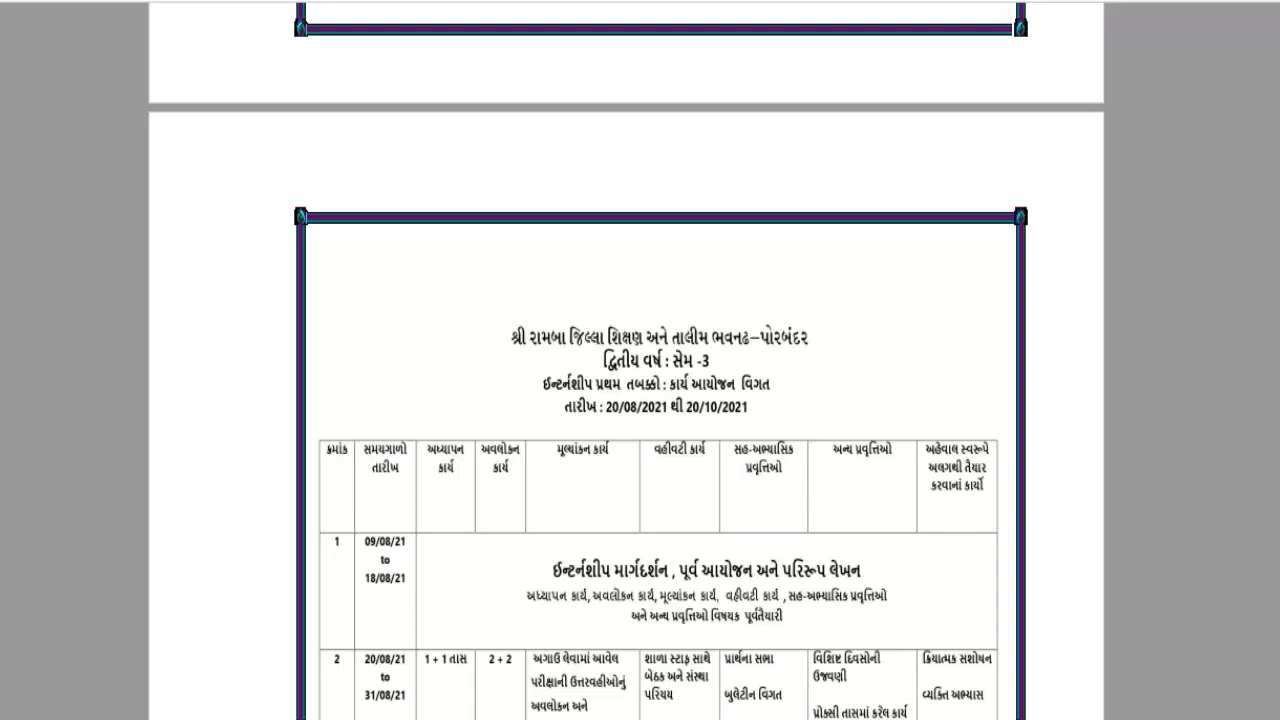 શ્રી રામબા જિલ્લા શિક્ષણ અને તાલીમ ભવનઢ–પોરબંદર
દ્વિતીય વર્ષ : સેમ -3
ઈન્ટર્નશીપ પ્રથમ તબક્કો : કાર્ય આયોજન વિગત
તારીખ : 20/08/2021 થી 20/10/2021
ક્રમાંક સમયગાળો અધ્યાપન અવલોકન મૂલ્યાંકન કાર્ય વહીવટી કાર્ય સહ-અભ્યાસિક અન્ય પ્રવૃત્તિઓ અહેવાલ સ્વરૂપે
તારીખ કાર્ય કાર્ય પ્રવૃત્તિઓ અલગથી તૈયાર
કરવાનાં કાર્યો
1 09/08/21
to
18/08/21
ઈન્ટર્નશીપ માર્ગદર્શન , પૂર્વ આયોજન અને પરિરૂપ લેખન
અધ્યાપન કાર્ય, અવલોકન કાર્ય, મૂલ્યાંકન કાર્ય, વહીવટી કાર્ય , સહ-અભ્યાસિક પ્રવૃત્તિઓ
અને અન્ય પ્રવૃત્તિઓ વિષયક પૂર્વતૈયારી
2 20/08/21 1 + 1 તાસ 2 + 2 અગાઉ લેવામાં આવેલ શાળા સ્ટાફ સાથે પ્રાર્થના સભા વિશિષ્ટ દિવસોની ક્રિયાત્મક સશોધન
to પરીક્ષાની ઉત્તરવહીઓનું બેઠક અને સંસ્થા ઉજવણી
31/08/21 અવલોકન અને પરિચય બુલેટીન વિગત વ્યક્તિ અભ્યાસ
પ્રોક્સી તાસમાં કરેલ કાર્ય